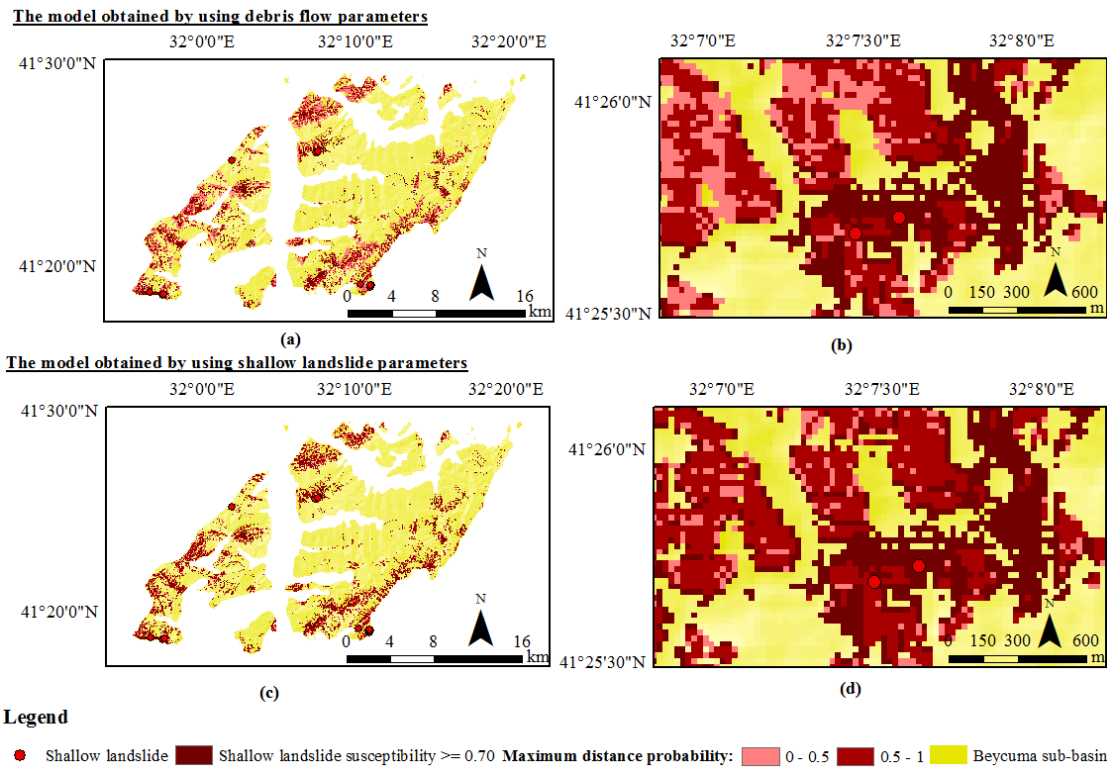 The model obtained by using debris flow parameters
32°0'0"E 32°10'0"E 32°20'0"E
41°30'0"N
41°20'0"N
N
0 4 8 16
km
(a)
32°7'0"E 32°7'30"E 32°8'0"E
41°26'0"N
41°25'30"N
N
0 150 300 600
m
(b)
The model obtained by using shallow landslide parameters
32°0'0"E 32°10'0"E 32°20'0"E
41°30'0"N
41°20'0"N
N
0 4 8 16
km
(c)
32°7'0"E 32°7'30"E 32°8'0"E
41°26'0"N
41°25'30"N
N
0 150 300 600
m
(d)
Legend
Shallow landslide Shallow landslide susceptibility >= 0.70 Maximum distance probability: 0 - 0.5 0.5 - 1 Beycuma sub-basin